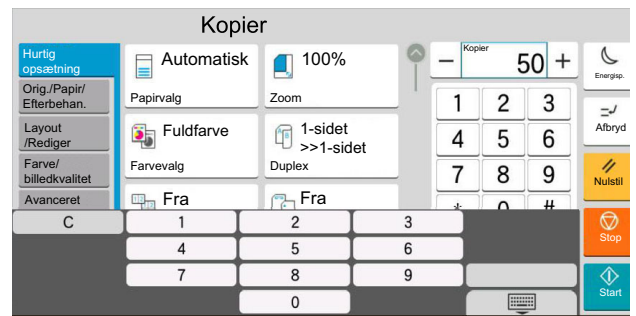 Kopier
Hurtig
opsætning
Orig./Papir/
Efterbehan.
Layout
/Rediger
Farve/
billedkvalitet
Avanceret
Automatisk
Papirvalg
100%
Zoom
Fuldfarve
Farvevalg
1-sidet
>>1-sidet
Duplex
Fra
Fra
Kopier
− 50 +
1 2 3
4 5 6
7 8 9
* 0 #
Energisp.
Afbryd
Nulstil
Stop
Start
C 1 2 3
4 5 6
7 8 9
0